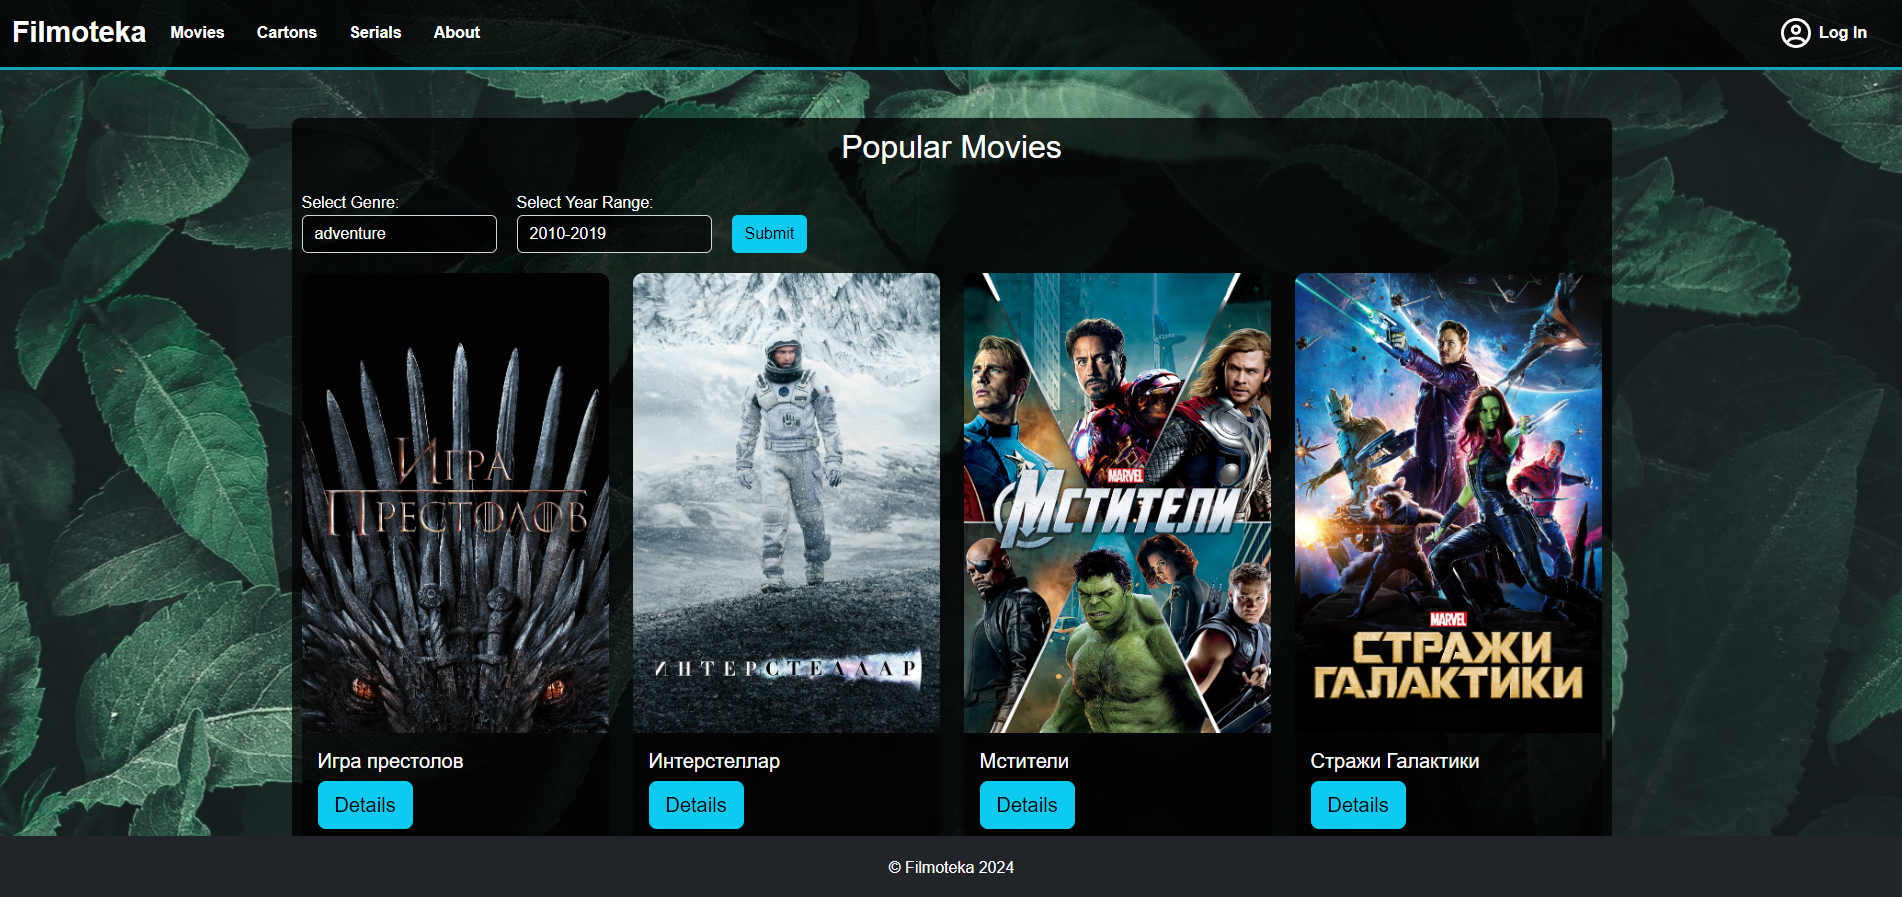 Filmoteka Movies Cartons Serials About Log In
Popular Movies
Select Genre: Select Year Range:
adventure 2010-2019 Submit
Игра
Престолов
ИНТЕРСТЕЛЛАР
MARVEL
Мстители
MARVEL
СТРАЖИ
ГАЛАКТИКИ
Игра престолов Интерстеллар Мстители Стражи Галактики
Details Details Details Details
© Filmoteka 2024